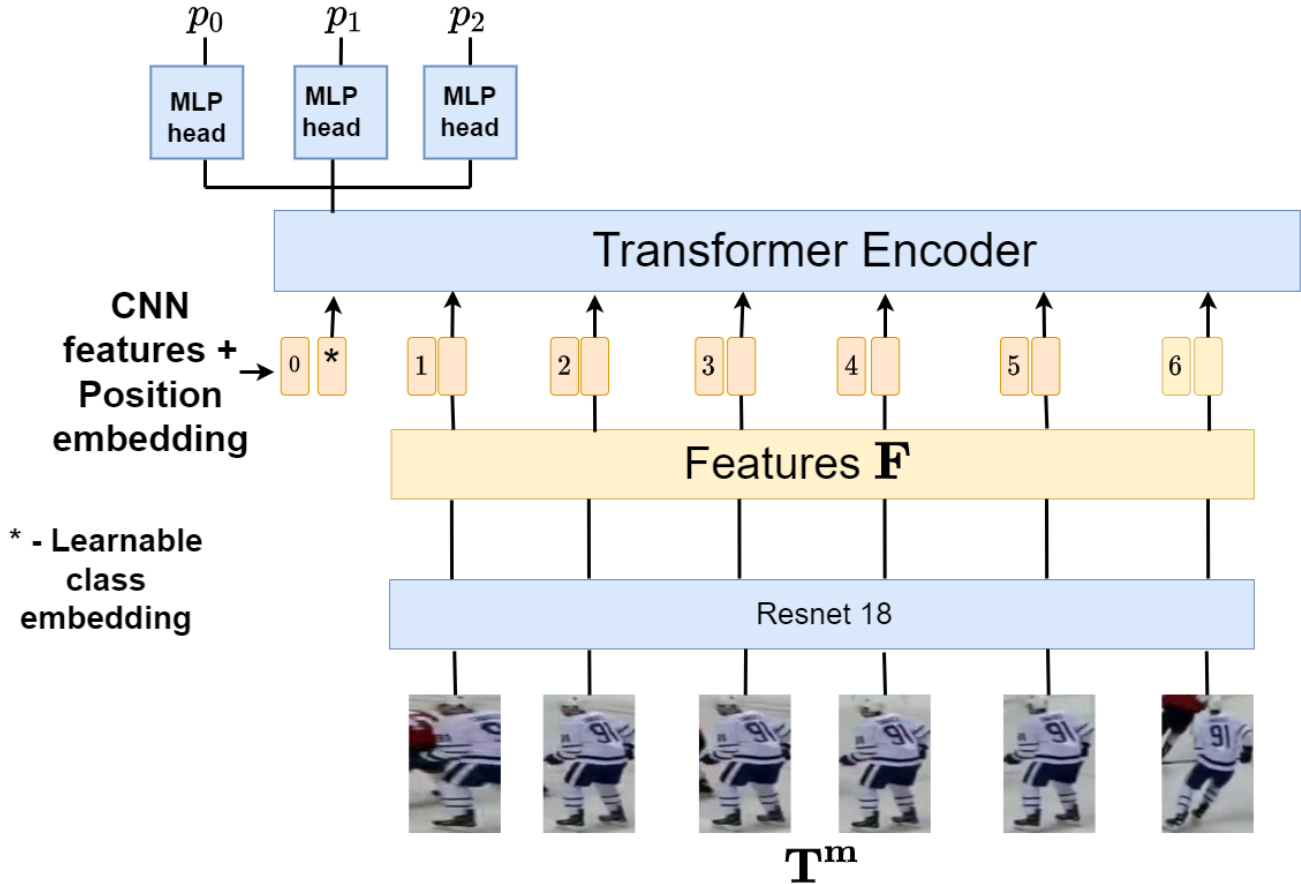 p₀ p₁ p₂
MLP head MLP head MLP head
Transformer Encoder
CNN
features +
Position
embedding
0 * 1 2 3 4 5 6
Features F
* - Learnable
class
embedding
Resnet 18
91 91 91 91 91
Tᵐ